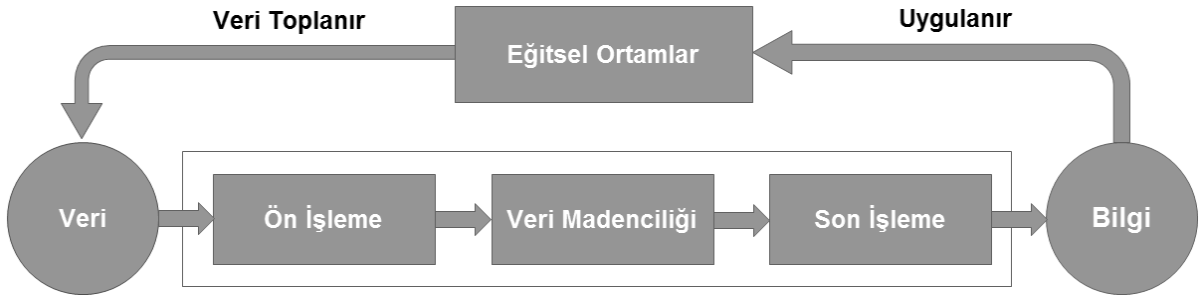 Veri Toplanır
Uygulanır
Eğitsel Ortamlar
Veri
Ön İşleme
Veri Madenciliği
Son İşleme
Bilgi